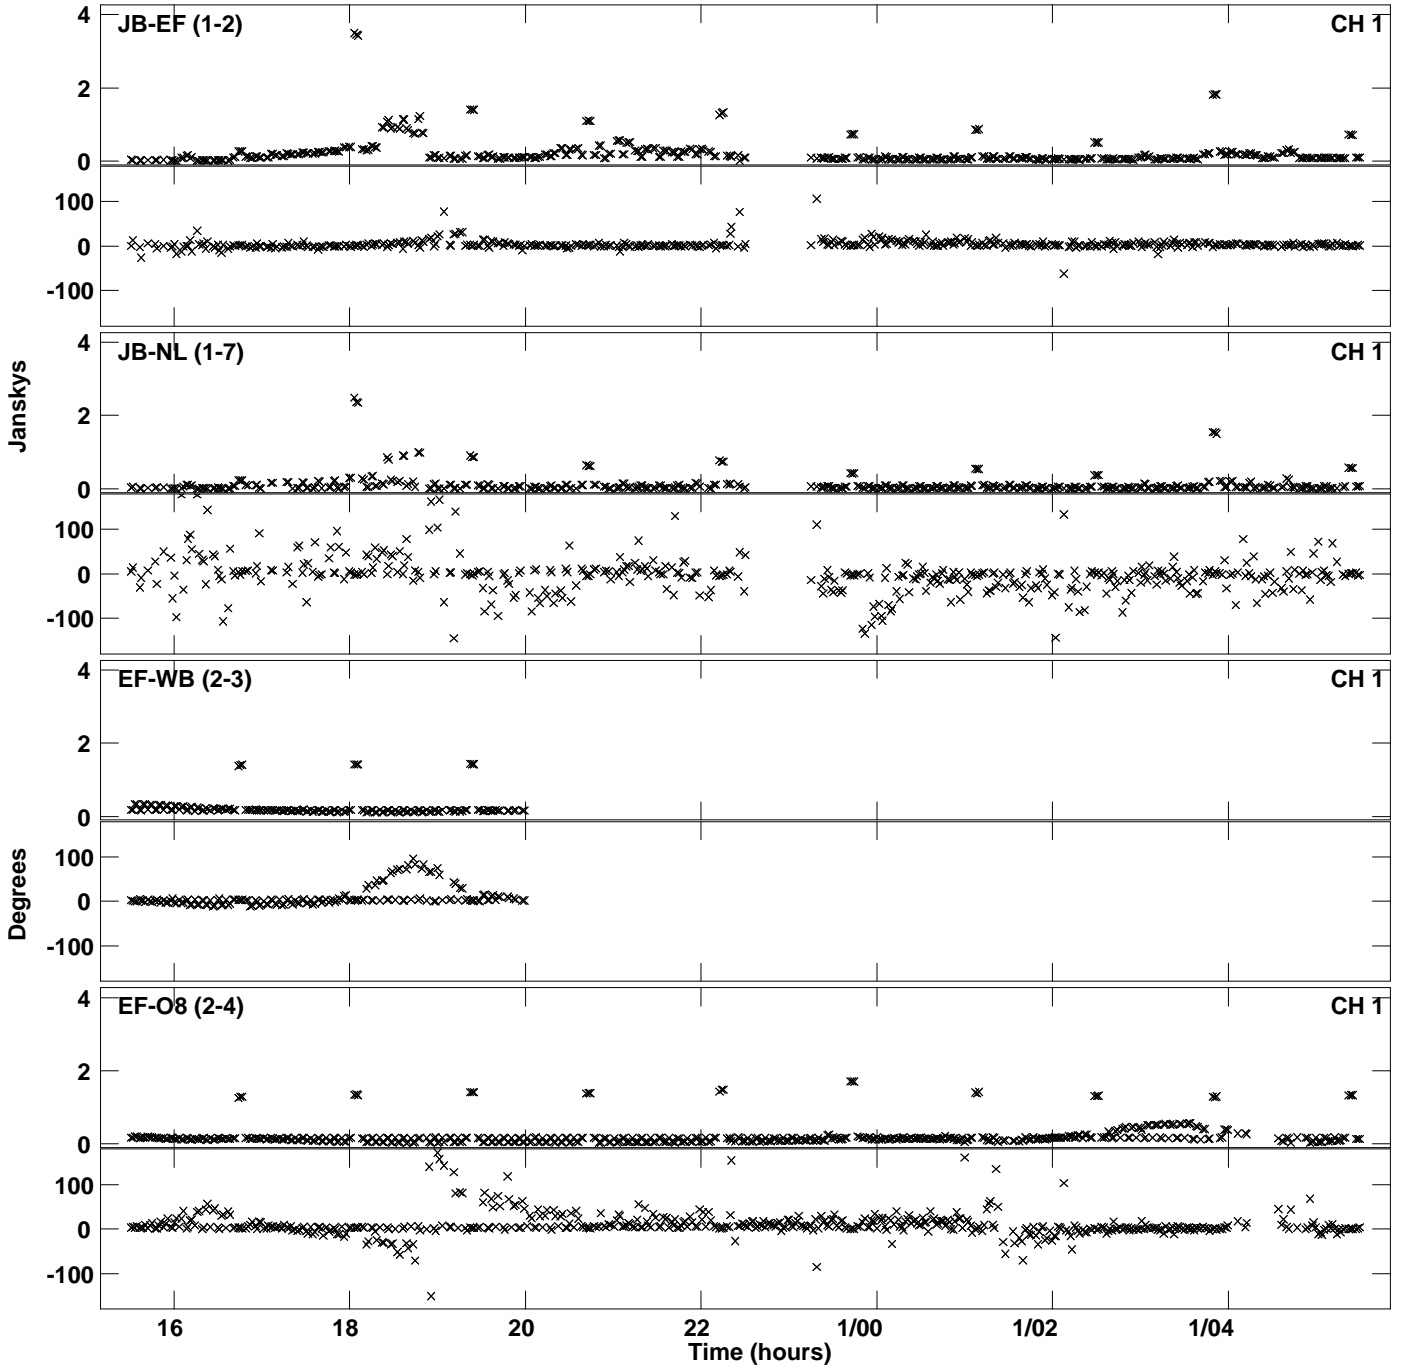 4 JB-EF (1-2) CH 1
2
0
100
0
-100
4 JB-NL (1-7) CH 1
2
0
100
0
-100
Janskys
4 EF-WB (2-3) CH 1
2
0
100
0
-100
Degrees
4 EF-O8 (2-4) CH 1
2
0
100
0
-100
16 18 20 22 1/00 1/02 1/04
Time (hours)